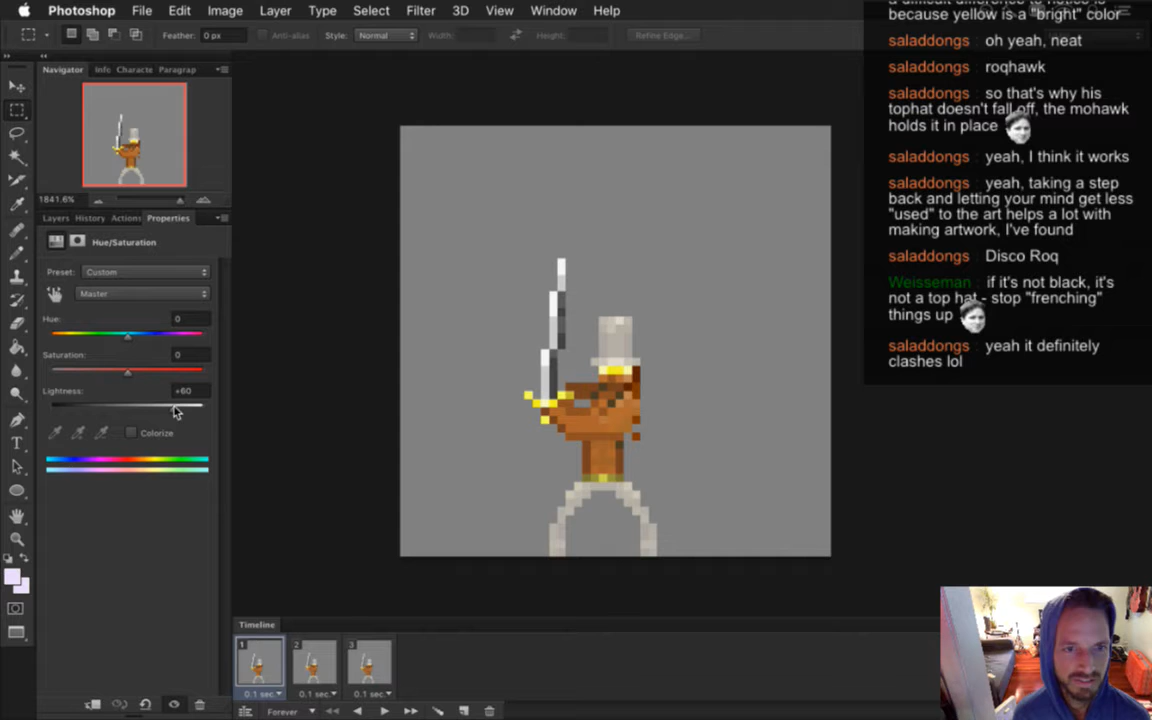 Photoshop File Edit Image Layer Type Select Filter 3D View Window Help
Feather: 0 px Anti-alias Style: Normal Width: Height: Refine Edge...
Navigator Info Characte Paragrap
1841.6%
Layers History Actions Properties
Hue/Saturation
Preset: Custom
Master
Hue: 0
Saturation: 0
Lightness: +60
Colorize
because yellow is a "bright" color
saladdongs : oh yeah, neat
saladdongs : roqhawk
saladdongs : so that's why his
tophat doesn't fall off, the mohawk
holds it in place
saladdongs : yeah, I think it works
saladdongs : yeah, taking a step
back and letting your mind get less
"used" to the art helps a lot with
making artwork, I've found
saladdongs : Disco Roq
Weisseman : if it's not black, it's
not a top hat - stop "frenching"
things up
saladdongs : yeah it definitely
clashes lol
Timeline
1 2 3
0.1 sec. 0.1 sec. 0.1 sec.
Forever